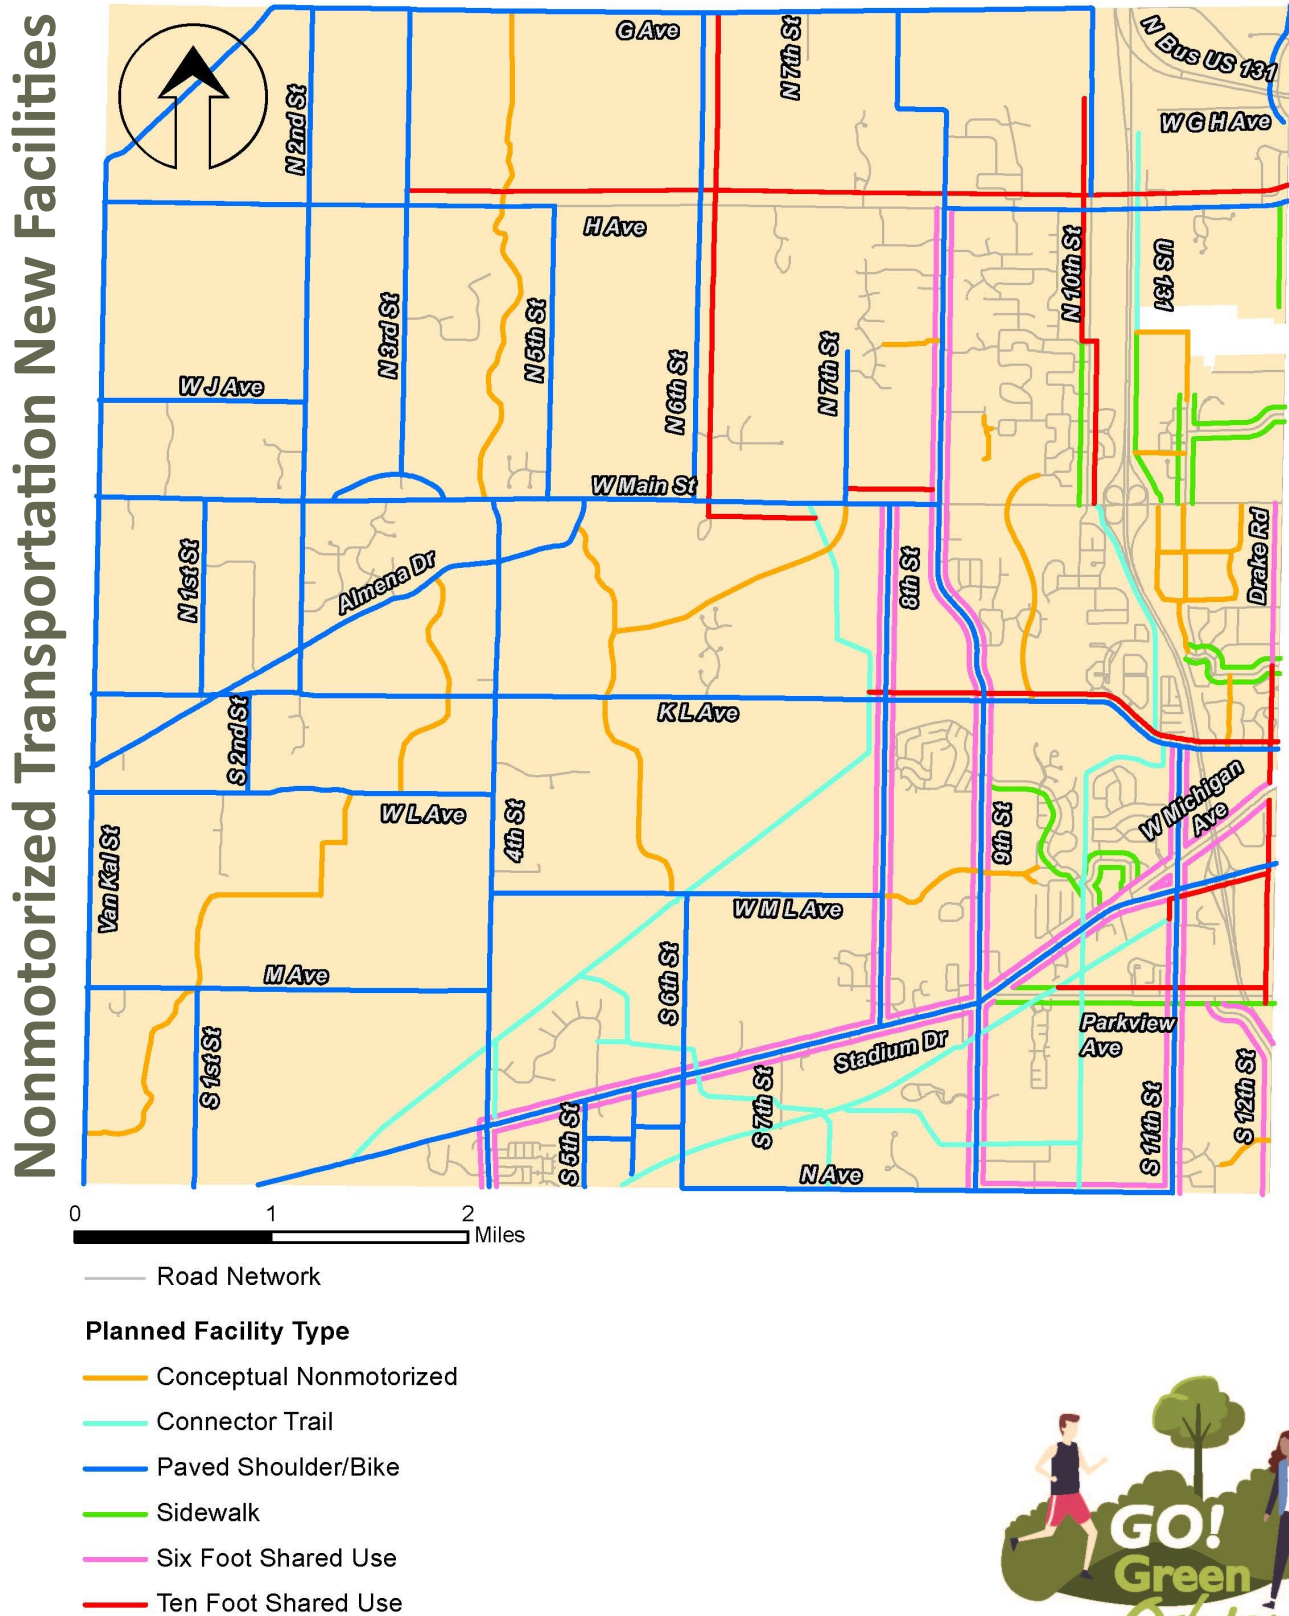 Nonmotorized Transportation New Facilities
G Ave
N 7th St
N Bus US 131
N 2nd St
W G H Ave
H Ave
N 10th St
US 131
N 3rd St
N 5th St
N 6th St
N 7th St
W J Ave
W Main St
N 1st St
Almena Dr
8th St
Drake Rd
K L Ave
S 2nd St
W L Ave
4th St
9th St
W Michigan
Ave
Van Kal St
W M L Ave
M Ave
S 6th St
S 1st St
Stadium Dr
Parkview
Ave
S 7th St
S 5th St
S 11th St
S 12th St
N Ave
0 1 2
Miles
Road Network
Planned Facility Type
Conceptual Nonmotorized
Connector Trail
Paved Shoulder/Bike
Sidewalk
Six Foot Shared Use
Ten Foot Shared Use
GO!
Green